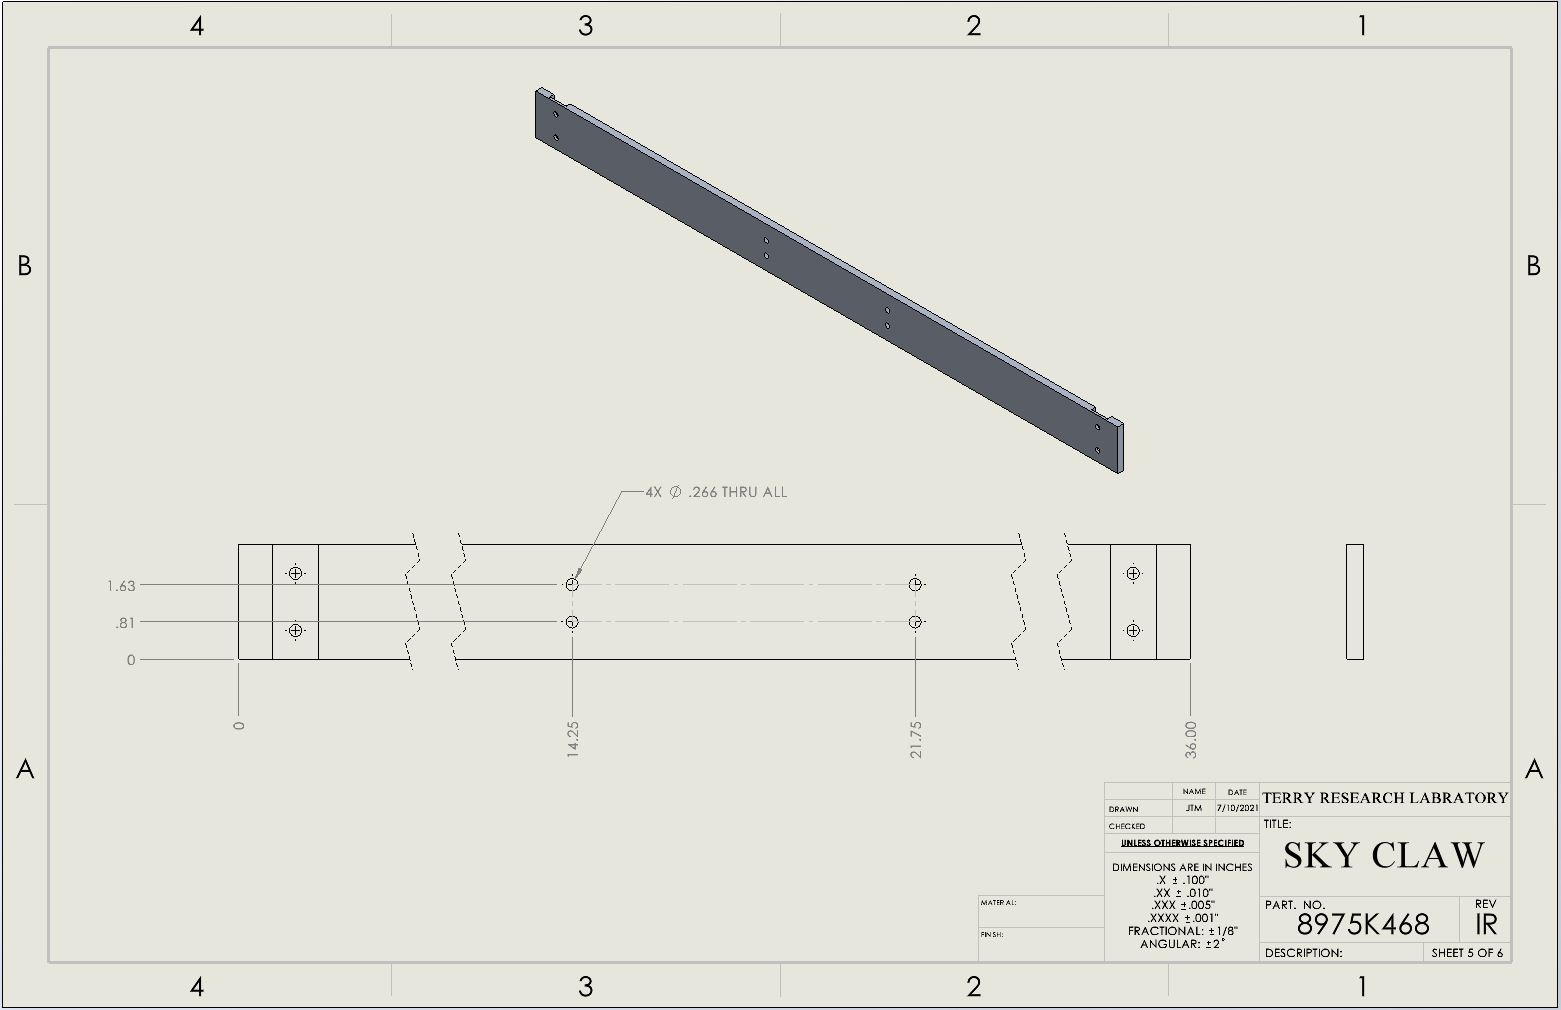 4 3 2 1
B B
4X Ø .266 THRU ALL
1.63
.81
0
0 14.25 21.75 36.00
A A
NAME DATE
DRAWN JTM 7/10/2021
CHECKED
UNLESS OTHERWISE SPECIFIED
DIMENSIONS ARE IN INCHES
.X ± .100"
.XX ± .010"
.XXX ±.005"
.XXXX ±.001"
FRACTIONAL: ±1/8"
ANGULAR: ±2°
MATERIAL:
FINISH:
TERRY RESEARCH LABRATORY
TITLE:
SKY CLAW
PART. NO.
8975K468
REV
IR
DESCRIPTION:
SHEET 5 OF 6
4 3 2 1